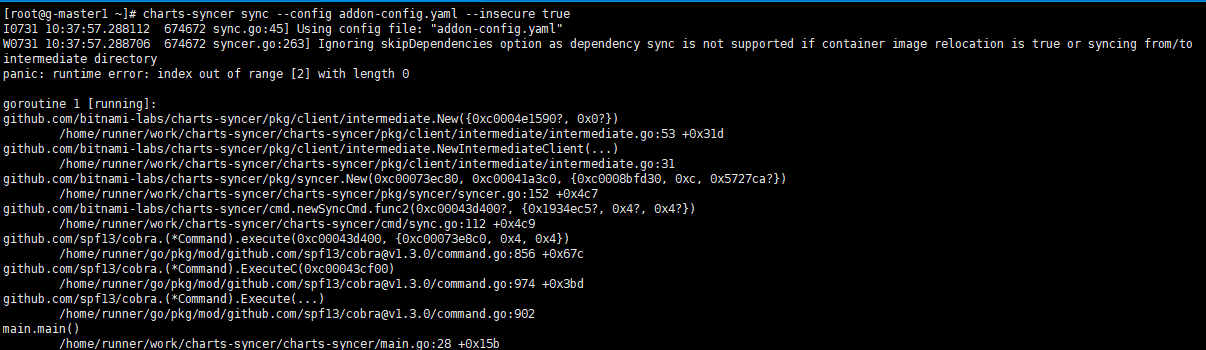 [root@g-master1 ~]# charts-syncer sync --config addon-config.yaml --insecure true
I0731 10:37:57.288112  674672 sync.go:45] Using config file: "addon-config.yaml"
W0731 10:37:57.288706  674672 syncer.go:263] Ignoring skipDependencies option as dependency sync is not supported if container image relocation is true or syncing from/to
intermediate directory
panic: runtime error: index out of range [2] with length 0
goroutine 1 [running]:
github.com/bitnami-labs/charts-syncer/pkg/client/intermediate.New({0xc0004e1590?, 0x0?})
        /home/runner/work/charts-syncer/charts-syncer/pkg/client/intermediate/intermediate.go:53 +0x31d
github.com/bitnami-labs/charts-syncer/pkg/client/intermediate.NewIntermediateClient(...)
        /home/runner/work/charts-syncer/charts-syncer/pkg/client/intermediate/intermediate.go:31
github.com/bitnami-labs/charts-syncer/pkg/syncer.New(0xc00073ec80, 0xc00041a3c0, {0xc0008bfd30, 0xc, 0x5727ca?})
        /home/runner/work/charts-syncer/charts-syncer/pkg/syncer/syncer.go:152 +0x4c7
github.com/bitnami-labs/charts-syncer/cmd.newSyncCmd.func2(0xc00043d400?, {0x1934ec5?, 0x4?, 0x4?})
        /home/runner/work/charts-syncer/charts-syncer/cmd/sync.go:112 +0x4c9
github.com/spf13/cobra.(*Command).execute(0xc00043d400, {0xc00073e8c0, 0x4, 0x4})
        /home/runner/go/pkg/mod/github.com/spf13/cobra@v1.3.0/command.go:856 +0x67c
github.com/spf13/cobra.(*Command).ExecuteC(0xc00043cf00)
        /home/runner/go/pkg/mod/github.com/spf13/cobra@v1.3.0/command.go:974 +0x3bd
github.com/spf13/cobra.(*Command).Execute(...)
        /home/runner/go/pkg/mod/github.com/spf13/cobra@v1.3.0/command.go:902
main.main()
        /home/runner/work/charts-syncer/charts-syncer/main.go:28 +0x15b